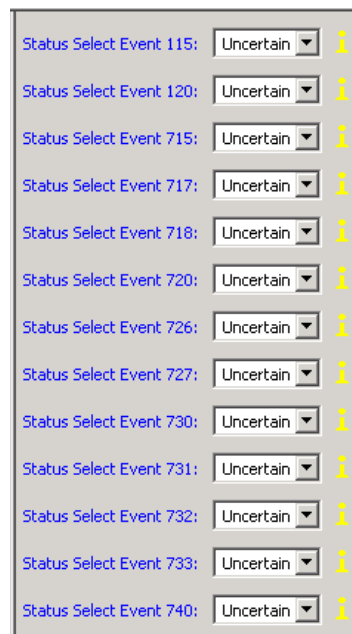 Status Select Event 115: Uncertain
Status Select Event 120: Uncertain
Status Select Event 715: Uncertain
Status Select Event 717: Uncertain
Status Select Event 718: Uncertain
Status Select Event 720: Uncertain
Status Select Event 726: Uncertain
Status Select Event 727: Uncertain
Status Select Event 730: Uncertain
Status Select Event 731: Uncertain
Status Select Event 732: Uncertain
Status Select Event 733: Uncertain
Status Select Event 740: Uncertain